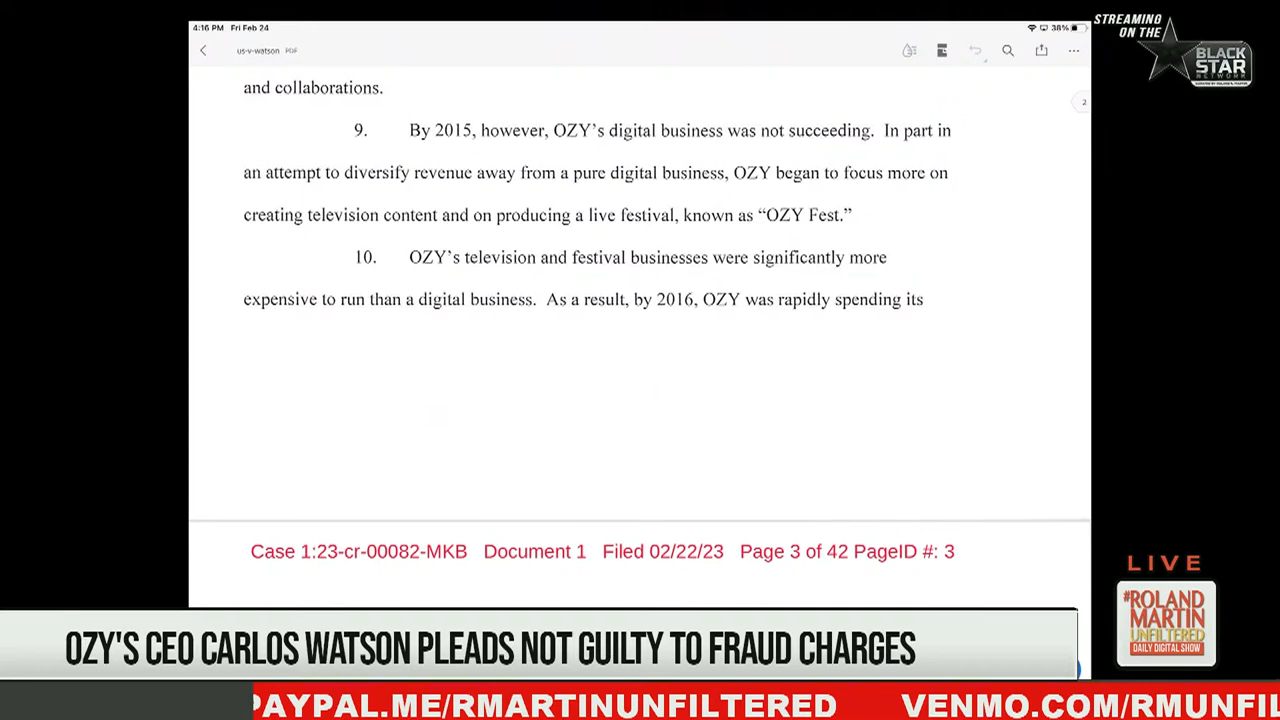 4:16 PM Fri Feb 24
38%
us-v-watson PDF
STREAMING
ON THE
BLACK
STAR
NETWORK
2
and collaborations.
9. By 2015, however, OZY's digital business was not succeeding. In part in
an attempt to diversify revenue away from a pure digital business, OZY began to focus more on
creating television content and on producing a live festival, known as “OZY Fest.”
10. OZY's television and festival businesses were significantly more
expensive to run than a digital business. As a result, by 2016, OZY was rapidly spending its
Case 1:23-cr-00082-MKB Document 1 Filed 02/22/23 Page 3 of 42 PageID #: 3
LIVE
#ROLAND
MARTIN
UNFILTERED
DAILY DIGITAL SHOW
OZY'S CEO CARLOS WATSON PLEADS NOT GUILTY TO FRAUD CHARGES
PAYPAL.ME/RMARTINUNFILTERED VENMO.COM/RMUNFIL